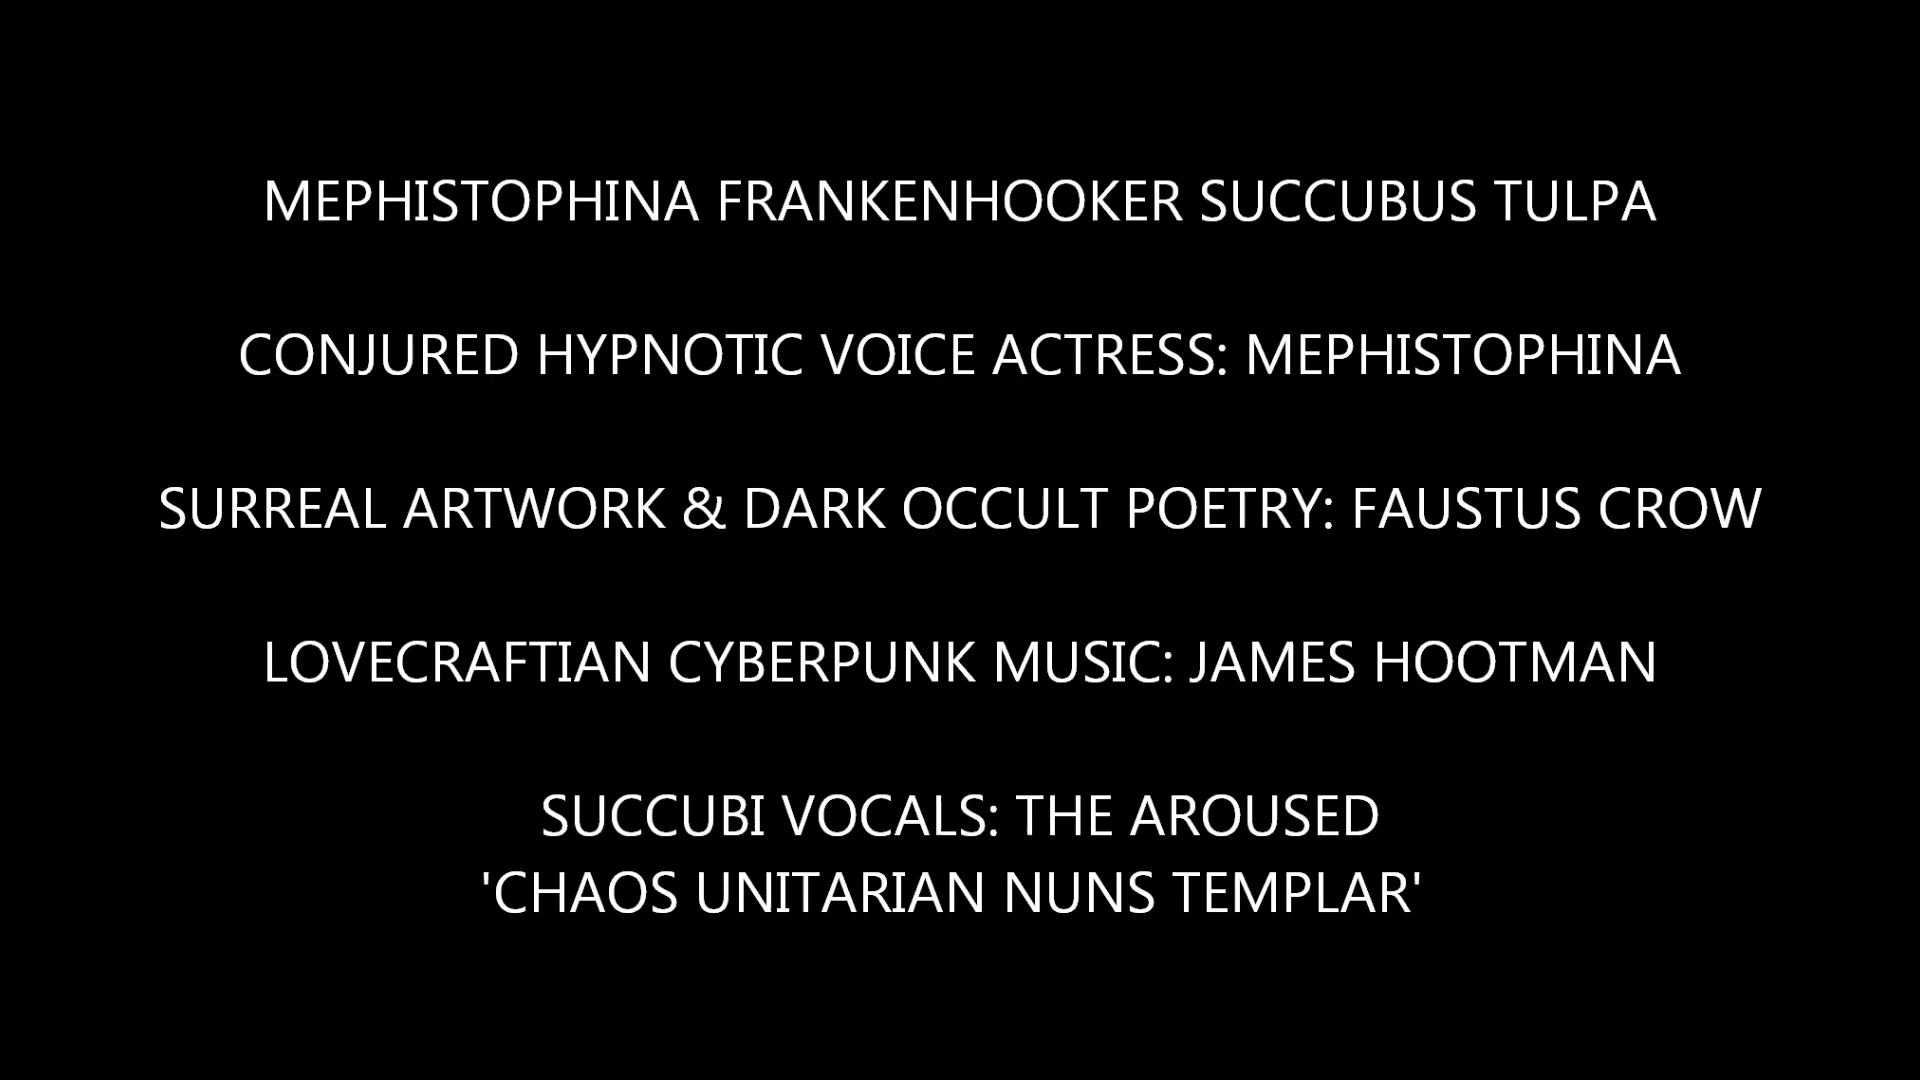 MEPHISTOPHINA FRANKENHOOKER SUCCUBUS TULPA
CONJURED HYPNOTIC VOICE ACTRESS: MEPHISTOPHINA
SURREAL ARTWORK & DARK OCCULT POETRY: FAUSTUS CROW
LOVECRAFTIAN CYBERPUNK MUSIC: JAMES HOOTMAN
SUCCUBI VOCALS: THE AROUSED
'CHAOS UNITARIAN NUNS TEMPLAR'